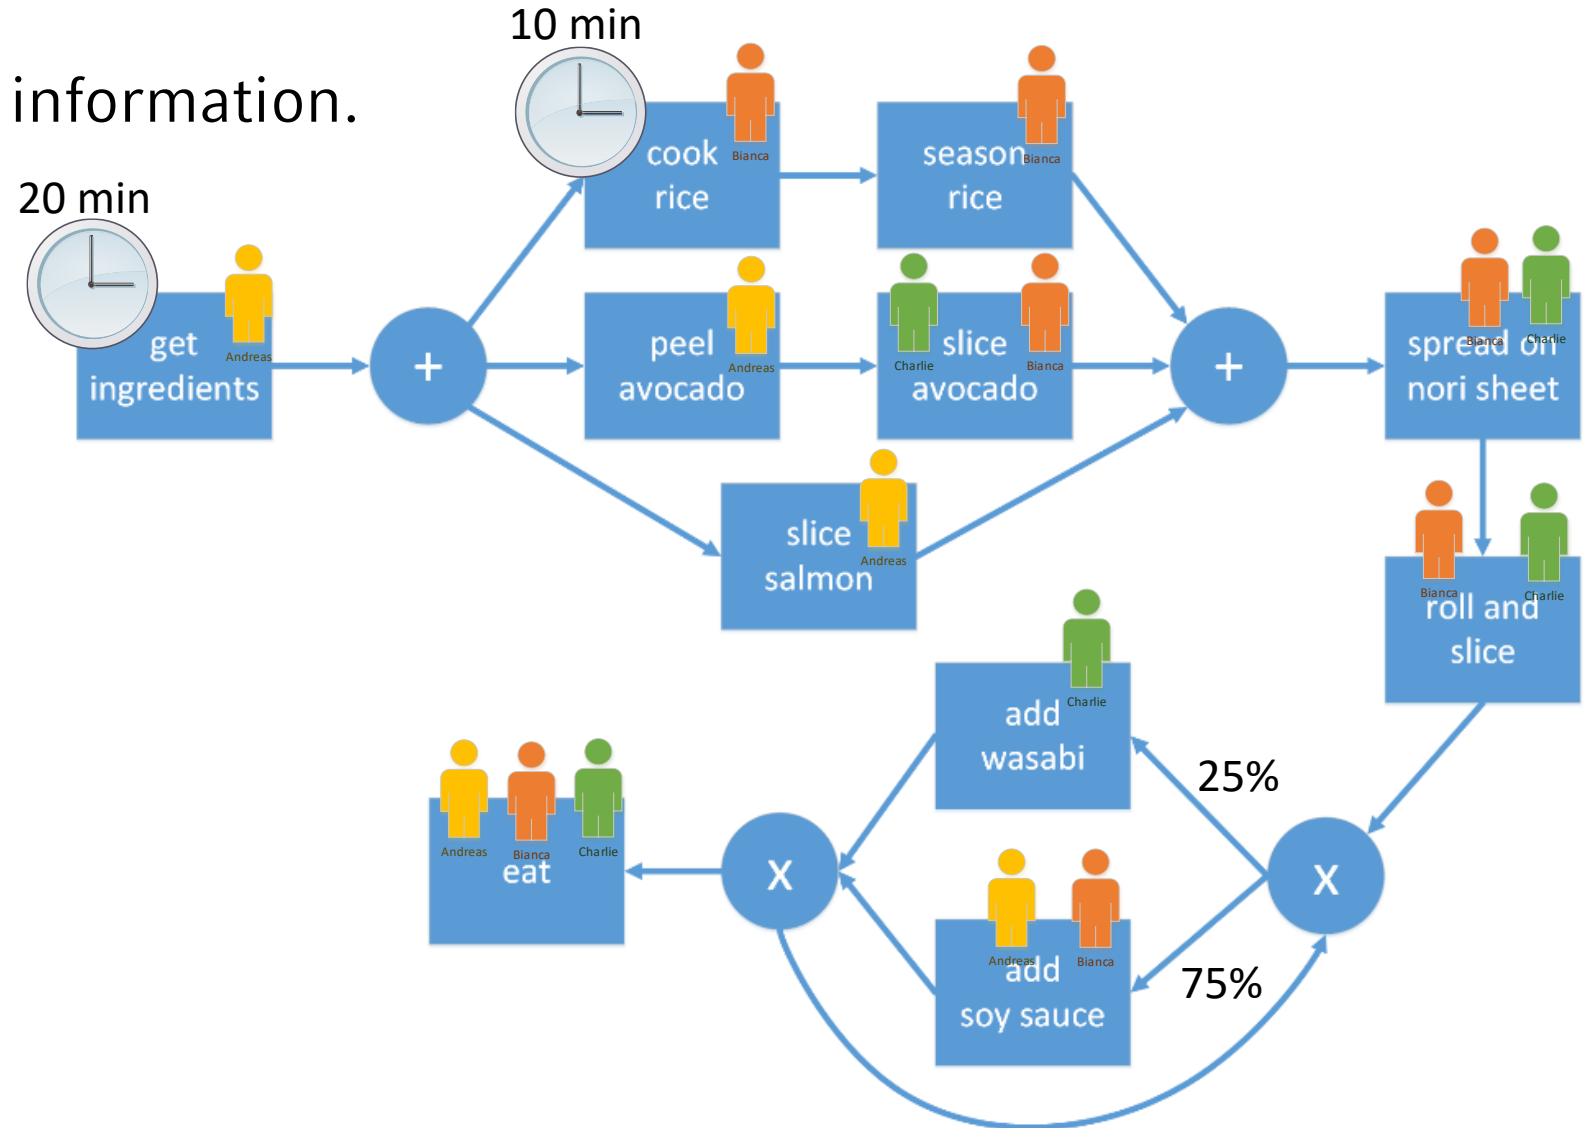 10 min
information.
cook
rice
Bianca
season
rice
Bianca
20 min
get
ingredients
Andreas
+
peel
avocado
Andreas
slice
avocado
Charlie
Bianca
+
spread on
nori sheet
Bianca
Charlie
slice
salmon
Andreas
roll and
slice
Bianca
Charlie
add
wasabi
Charlie
25%
eat
Andreas
Bianca
Charlie
x
x
add
soy sauce
Andreas
Bianca
75%